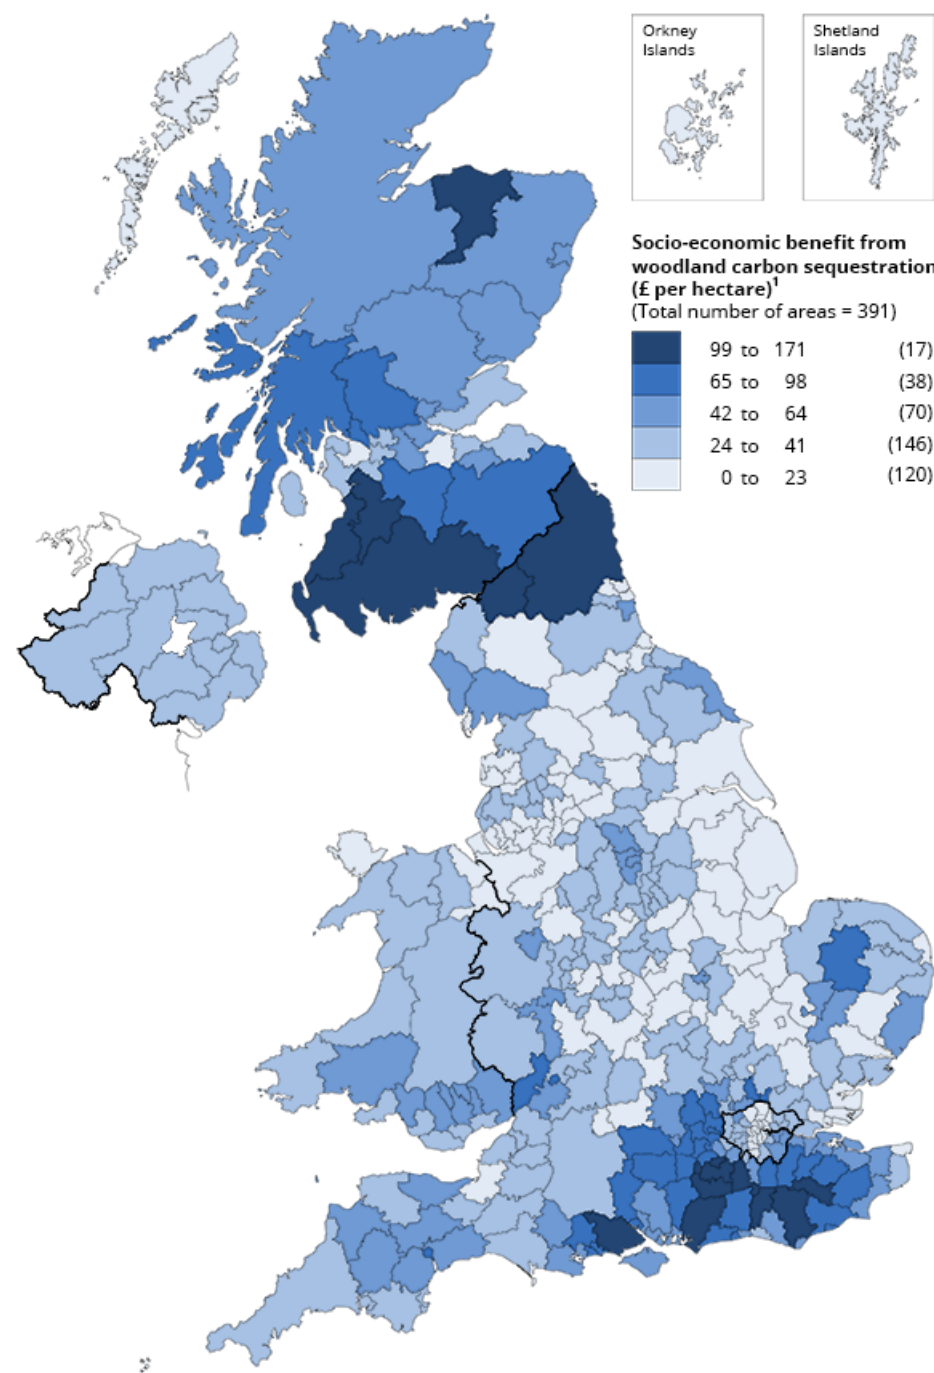 Orkney
Islands
Shetland
Islands
Socio-economic benefit from
woodland carbon sequestration
(£ per hectare)¹
(Total number of areas = 391)
99 to 171 (17)
65 to 98 (38)
42 to 64 (70)
24 to 41 (146)
0 to 23 (120)